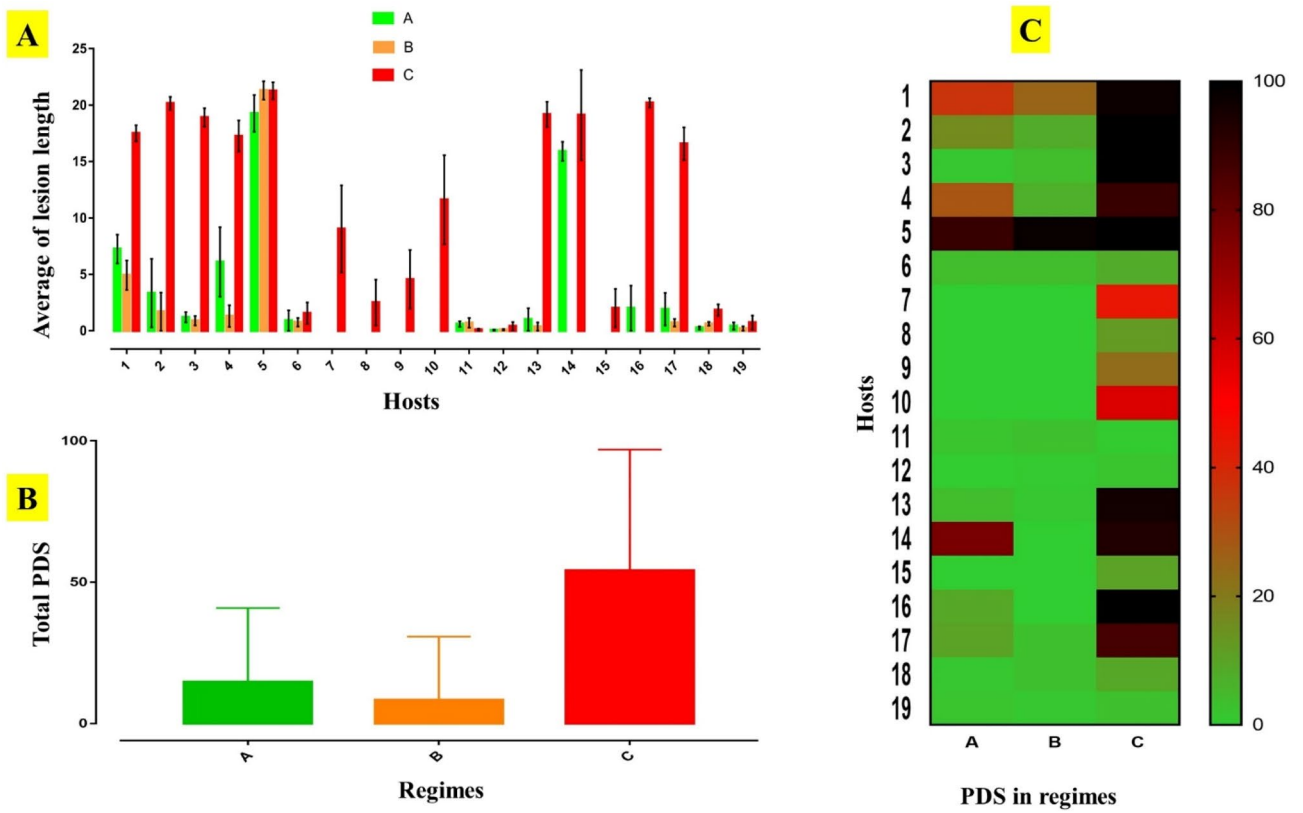 A
A
B
C
Average of lesion length
25
20
15
10
5
0
1 2 3 4 5 6 7 8 9 10 11 12 13 14 15 16 17 18 19
Hosts
B
Total PDS
100
50
0
A B C
Regimes
C
Hosts
1
2
3
4
5
6
7
8
9
10
11
12
13
14
15
16
17
18
19
A B C
PDS in regimes
100
80
60
40
20
0